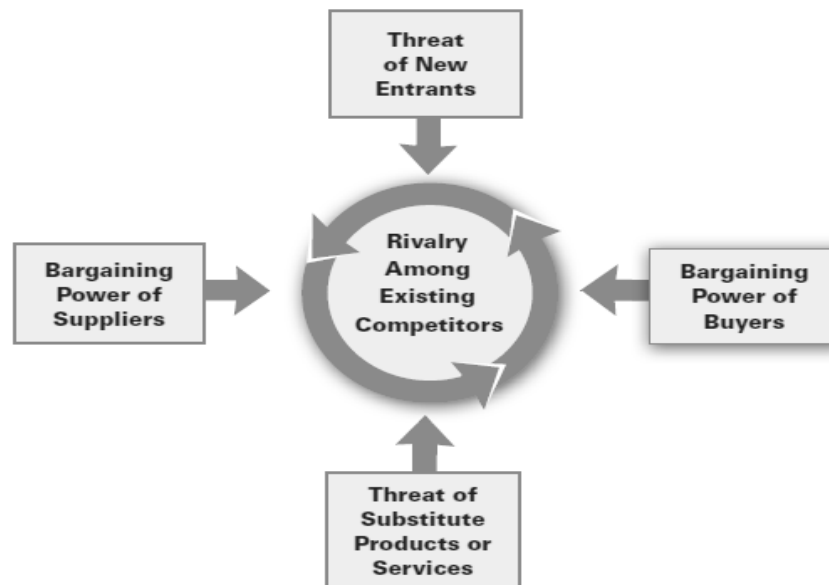 Threat
of New
Entrants
Bargaining
Power of
Suppliers
Rivalry
Among
Existing
Competitors
Bargaining
Power of
Buyers
Threat of
Substitute
Products or
Services